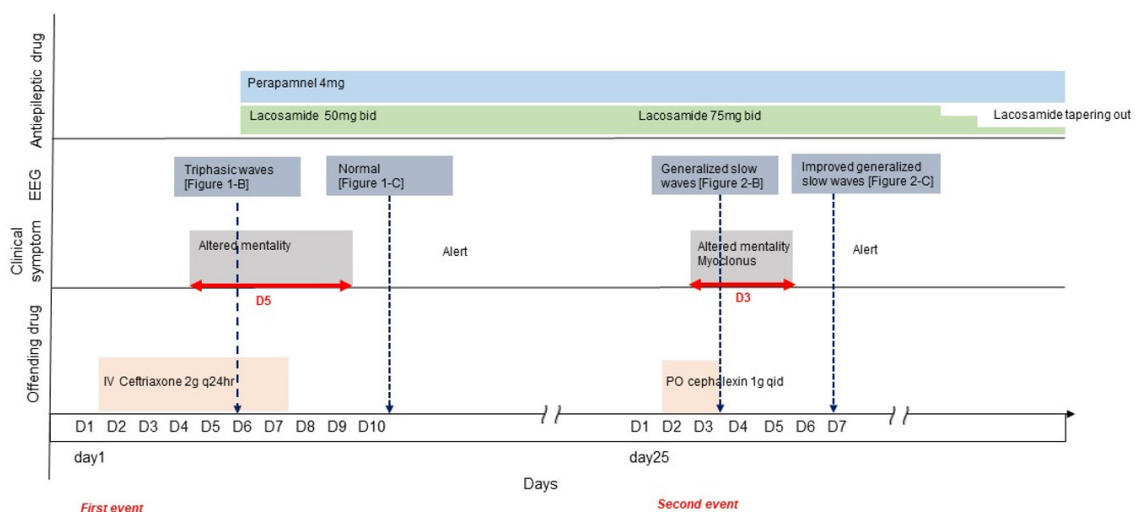 Antiepileptic drug
Perapamnel 4mg
Lacosamide 50mg bid
Lacosamide 75mg bid
Lacosamide tapering out
EEG
Triphasic waves
[Figure 1-B]
Normal
[Figure 1-C]
Generalized slow
waves [Figure 2-B]
Improved generalized
slow waves [Figure 2-C]
Clinical
symptom
Altered mentality
Alert
Altered mentality
Myoclonus
Alert
D5
D3
Offending drug
IV Ceftriaxone 2g q24hr
PO cephalexin 1g qid
D1 D2 D3 D4 D5 D6 D7 D8 D9 D10
D1 D2 D3 D4 D5 D6 D7
day1
day25
Days
First event
Second event